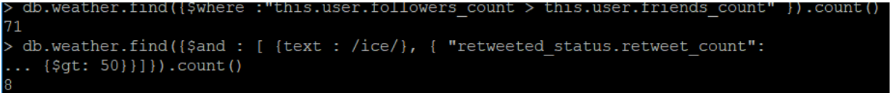 > db.weather.find({$where :"this.user.followers_count > this.user.friends_count" }).count()
71
> db.weather.find({$and : [ {text : /ice/}, { "retweeted_status.retweet_count":
... {$gt: 50}}]}).count()
8